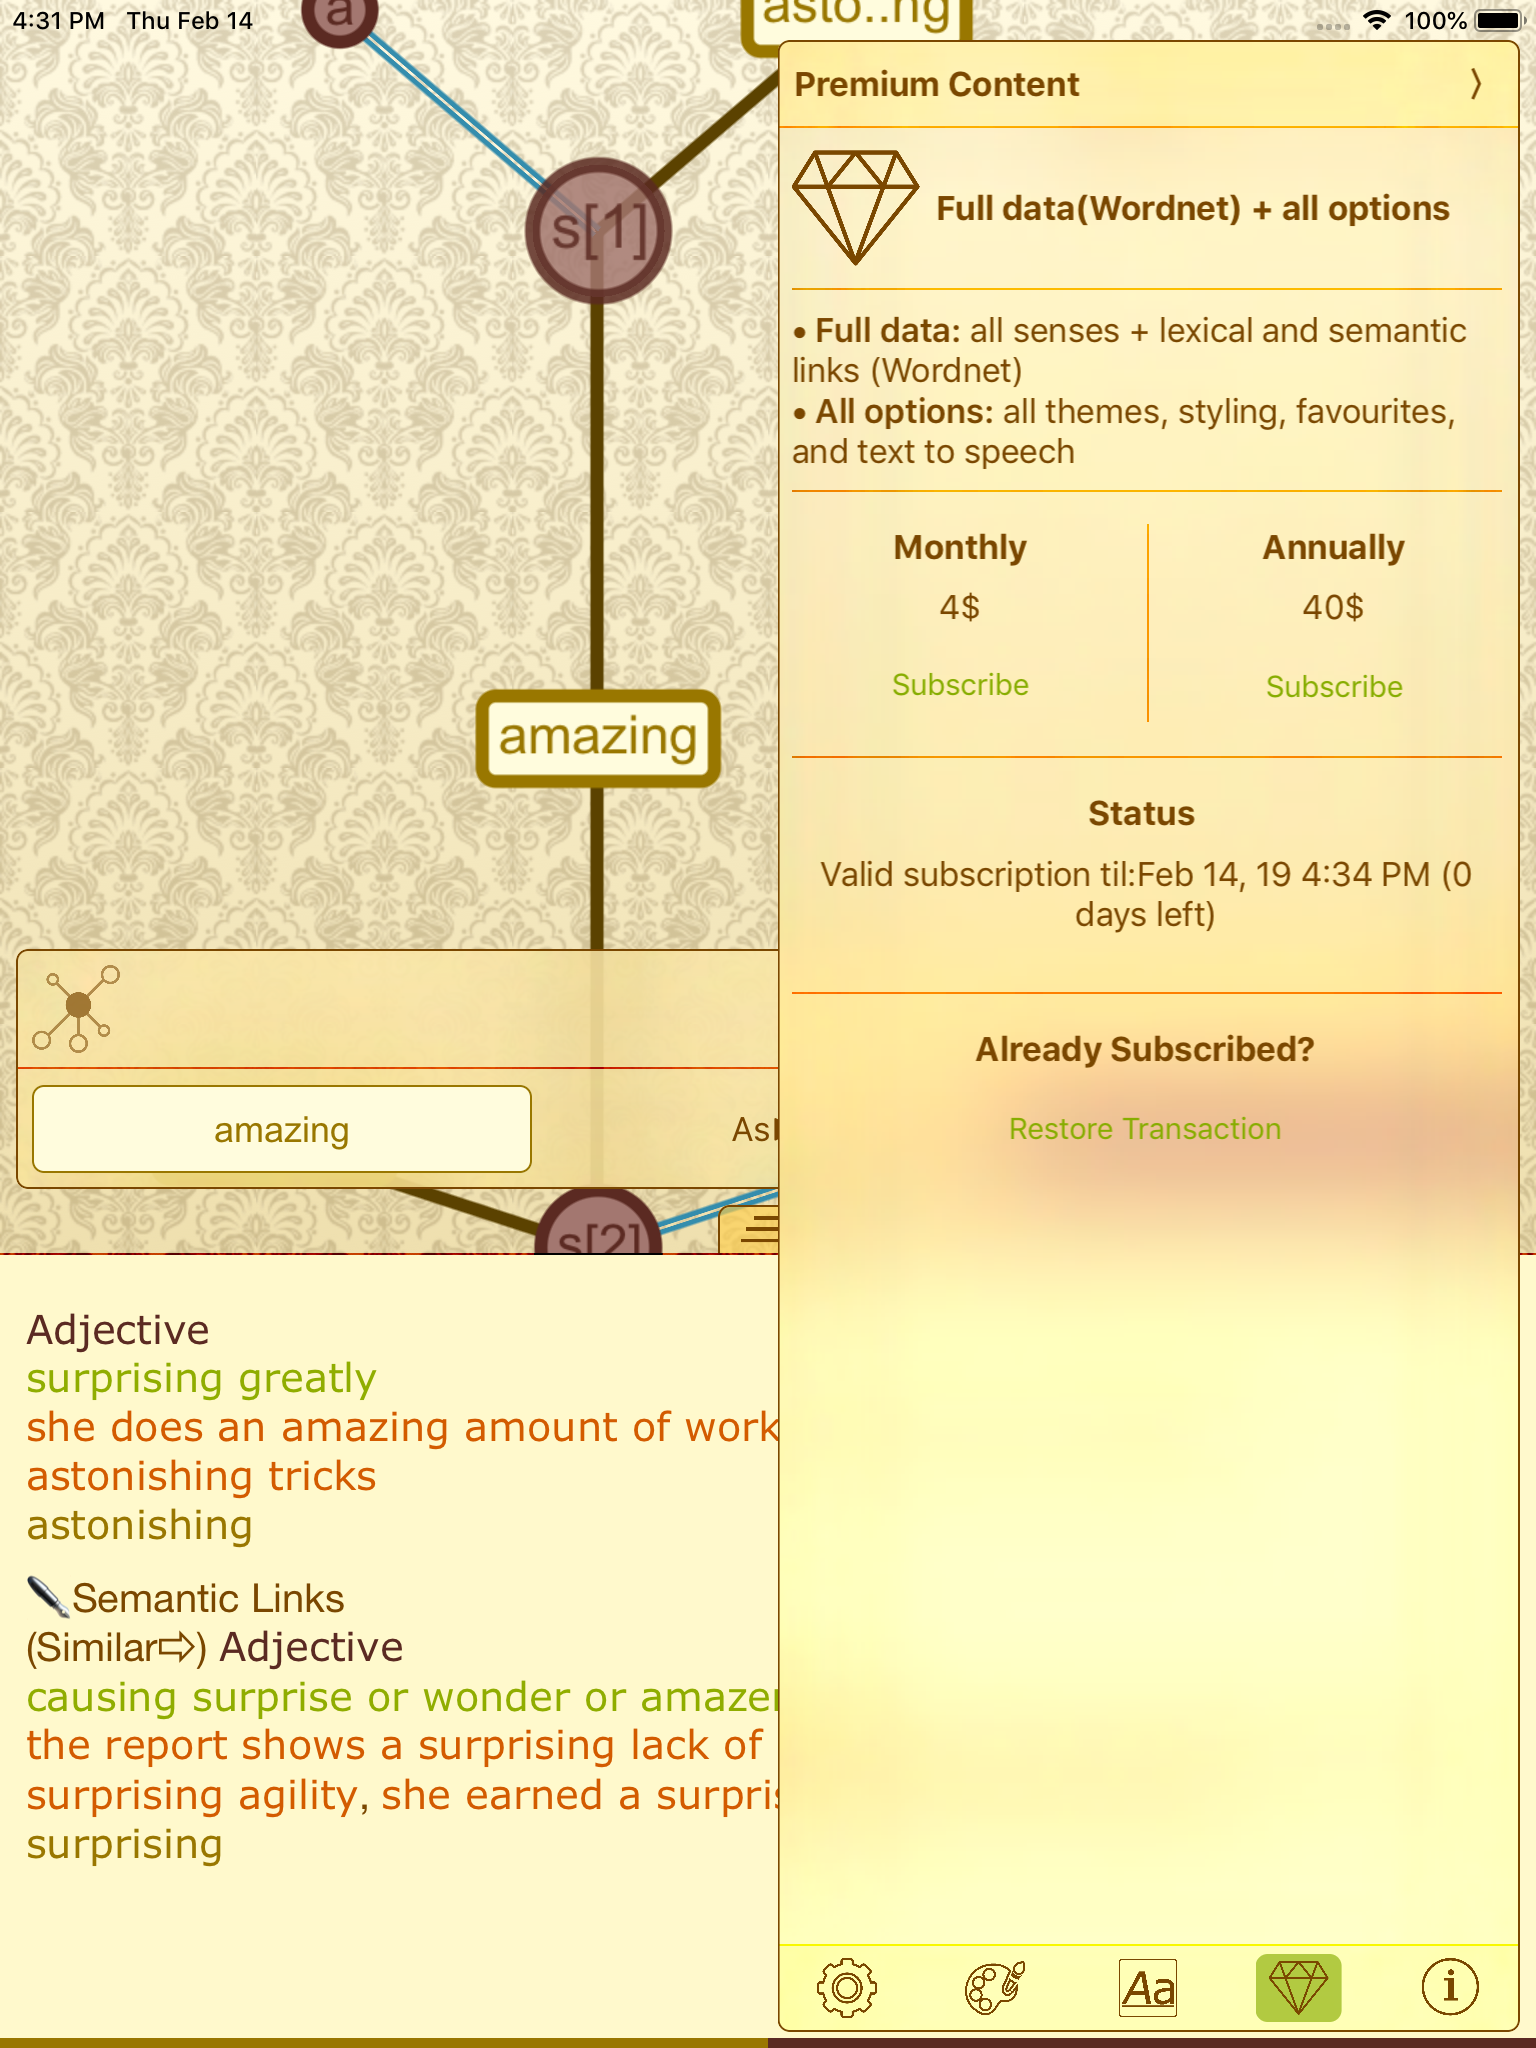 4:31 PM Thu Feb 14
100%
a
asto..ng
s[1]
amazing
amazing
s[2]
Adjective
surprising greatly
she does an amazing amount of work
astonishing tricks
astonishing
Semantic Links
(Similar⇨) Adjective
causing surprise or wonder or
the report shows a surprising lack of
surprising agility, she earned a
surprising
Premium Content
Full data(Wordnet) + all options
• Full data: all senses + lexical and semantic
links (Wordnet)
• All options: all themes, styling, favourites,
and text to speech
Monthly
4$
Subscribe
Annually
40$
Subscribe
Status
Valid subscription til:Feb 14, 19 4:34 PM (0
days left)
Already Subscribed?
Restore Transaction
Aa
i